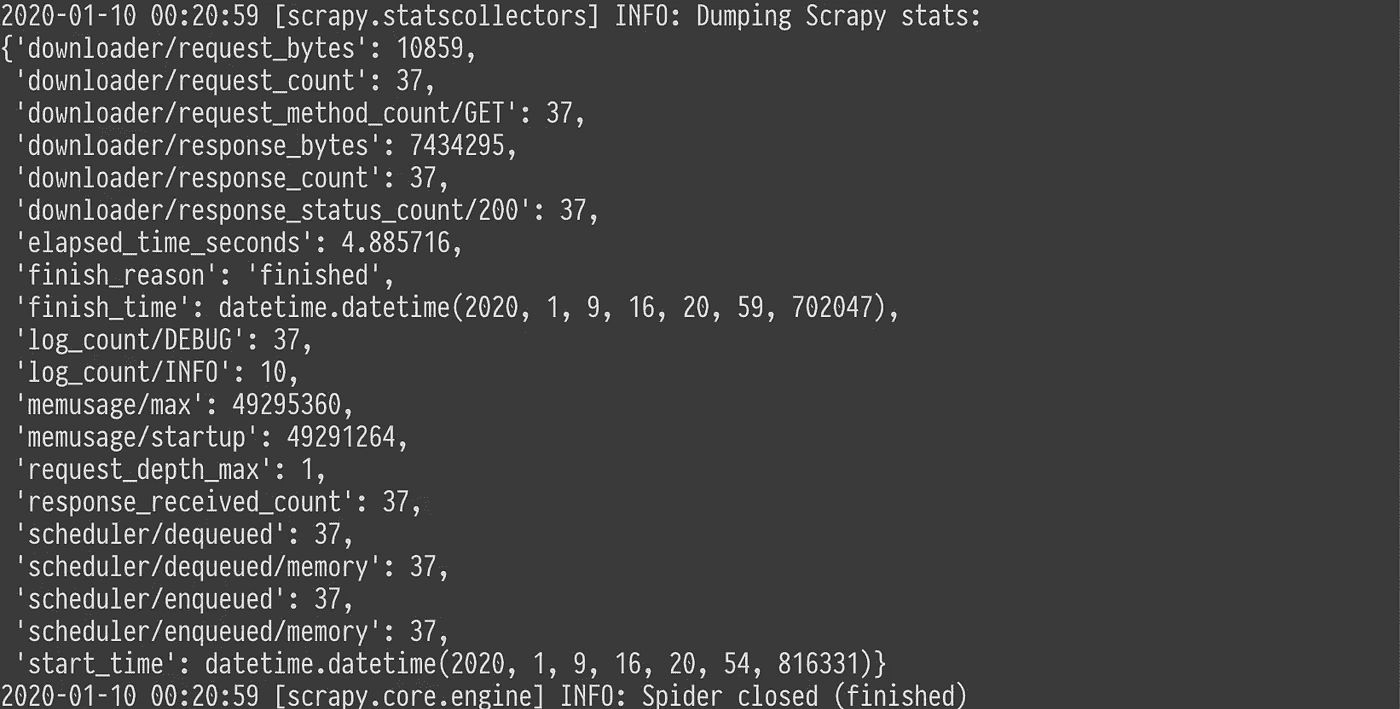 2020-01-10 00:20:59 [scrapy.statscollectors] INFO: Dumping Scrapy stats:
{'downloader/request_bytes': 10859,
 'downloader/request_count': 37,
 'downloader/request_method_count/GET': 37,
 'downloader/response_bytes': 7434295,
 'downloader/response_count': 37,
 'downloader/response_status_count/200': 37,
 'elapsed_time_seconds': 4.885716,
 'finish_reason': 'finished',
 'finish_time': datetime.datetime(2020, 1, 9, 16, 20, 59, 702047),
 'log_count/DEBUG': 37,
 'log_count/INFO': 10,
 'memusage/max': 49295360,
 'memusage/startup': 49291264,
 'request_depth_max': 1,
 'response_received_count': 37,
 'scheduler/dequeued': 37,
 'scheduler/dequeued/memory': 37,
 'scheduler/enqueued': 37,
 'scheduler/enqueued/memory': 37,
 'start_time': datetime.datetime(2020, 1, 9, 16, 20, 54, 816331)}
2020-01-10 00:20:59 [scrapy.core.engine] INFO: Spider closed (finished)